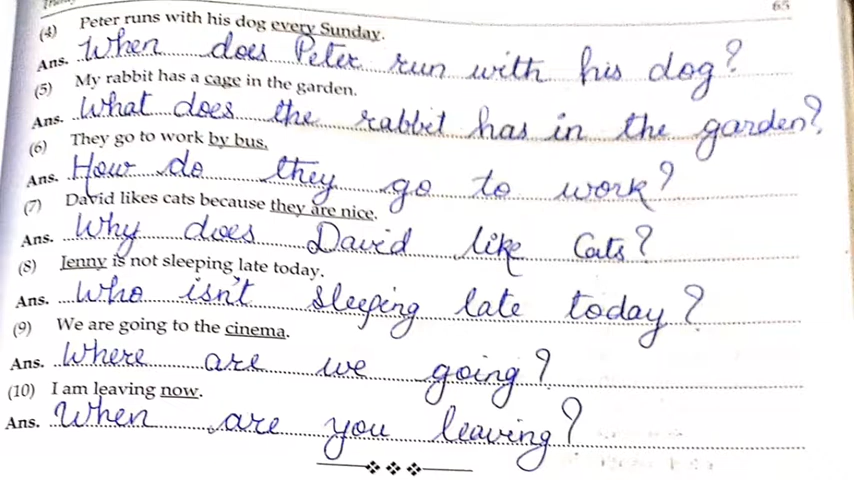 65
(4) Peter runs with his dog every Sunday.
Ans. When does Peter run with his dog?
(5) My rabbit has a cage in the garden.
Ans. What does the rabbit has in the garden?
(6) They go to work by bus.
Ans. How do they go to work?
(7) David likes cats because they are nice.
Ans. Why does David like Cats?
(8) Jenny is not sleeping late today.
Ans. Who isn't sleeping late today?
(9) We are going to the cinema.
Ans. Where are we going?
(10) I am leaving now.
Ans. When are you leaving?